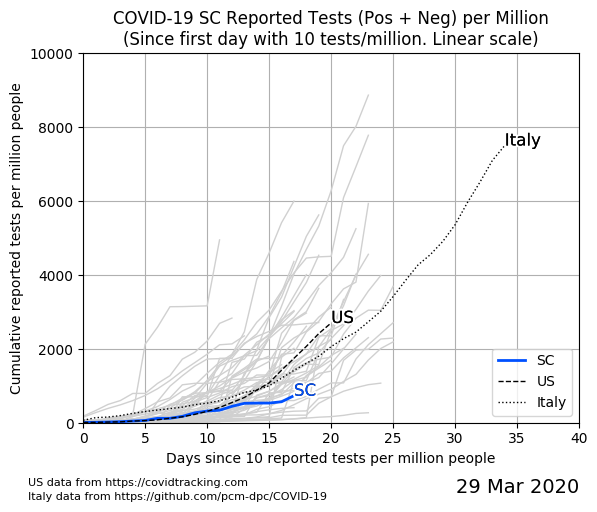 COVID-19 SC Reported Tests (Pos + Neg) per Million
(Since first day with 10 tests/million. Linear scale)
Cumulative reported tests per million people
10000
8000
6000
4000
2000
0
Italy
US
SC
SC
US
Italy
0 5 10 15 20 25 30 35 40
Days since 10 reported tests per million people
US data from https://covidtracking.com
Italy data from https://github.com/pcm-dpc/COVID-19
29 Mar 2020